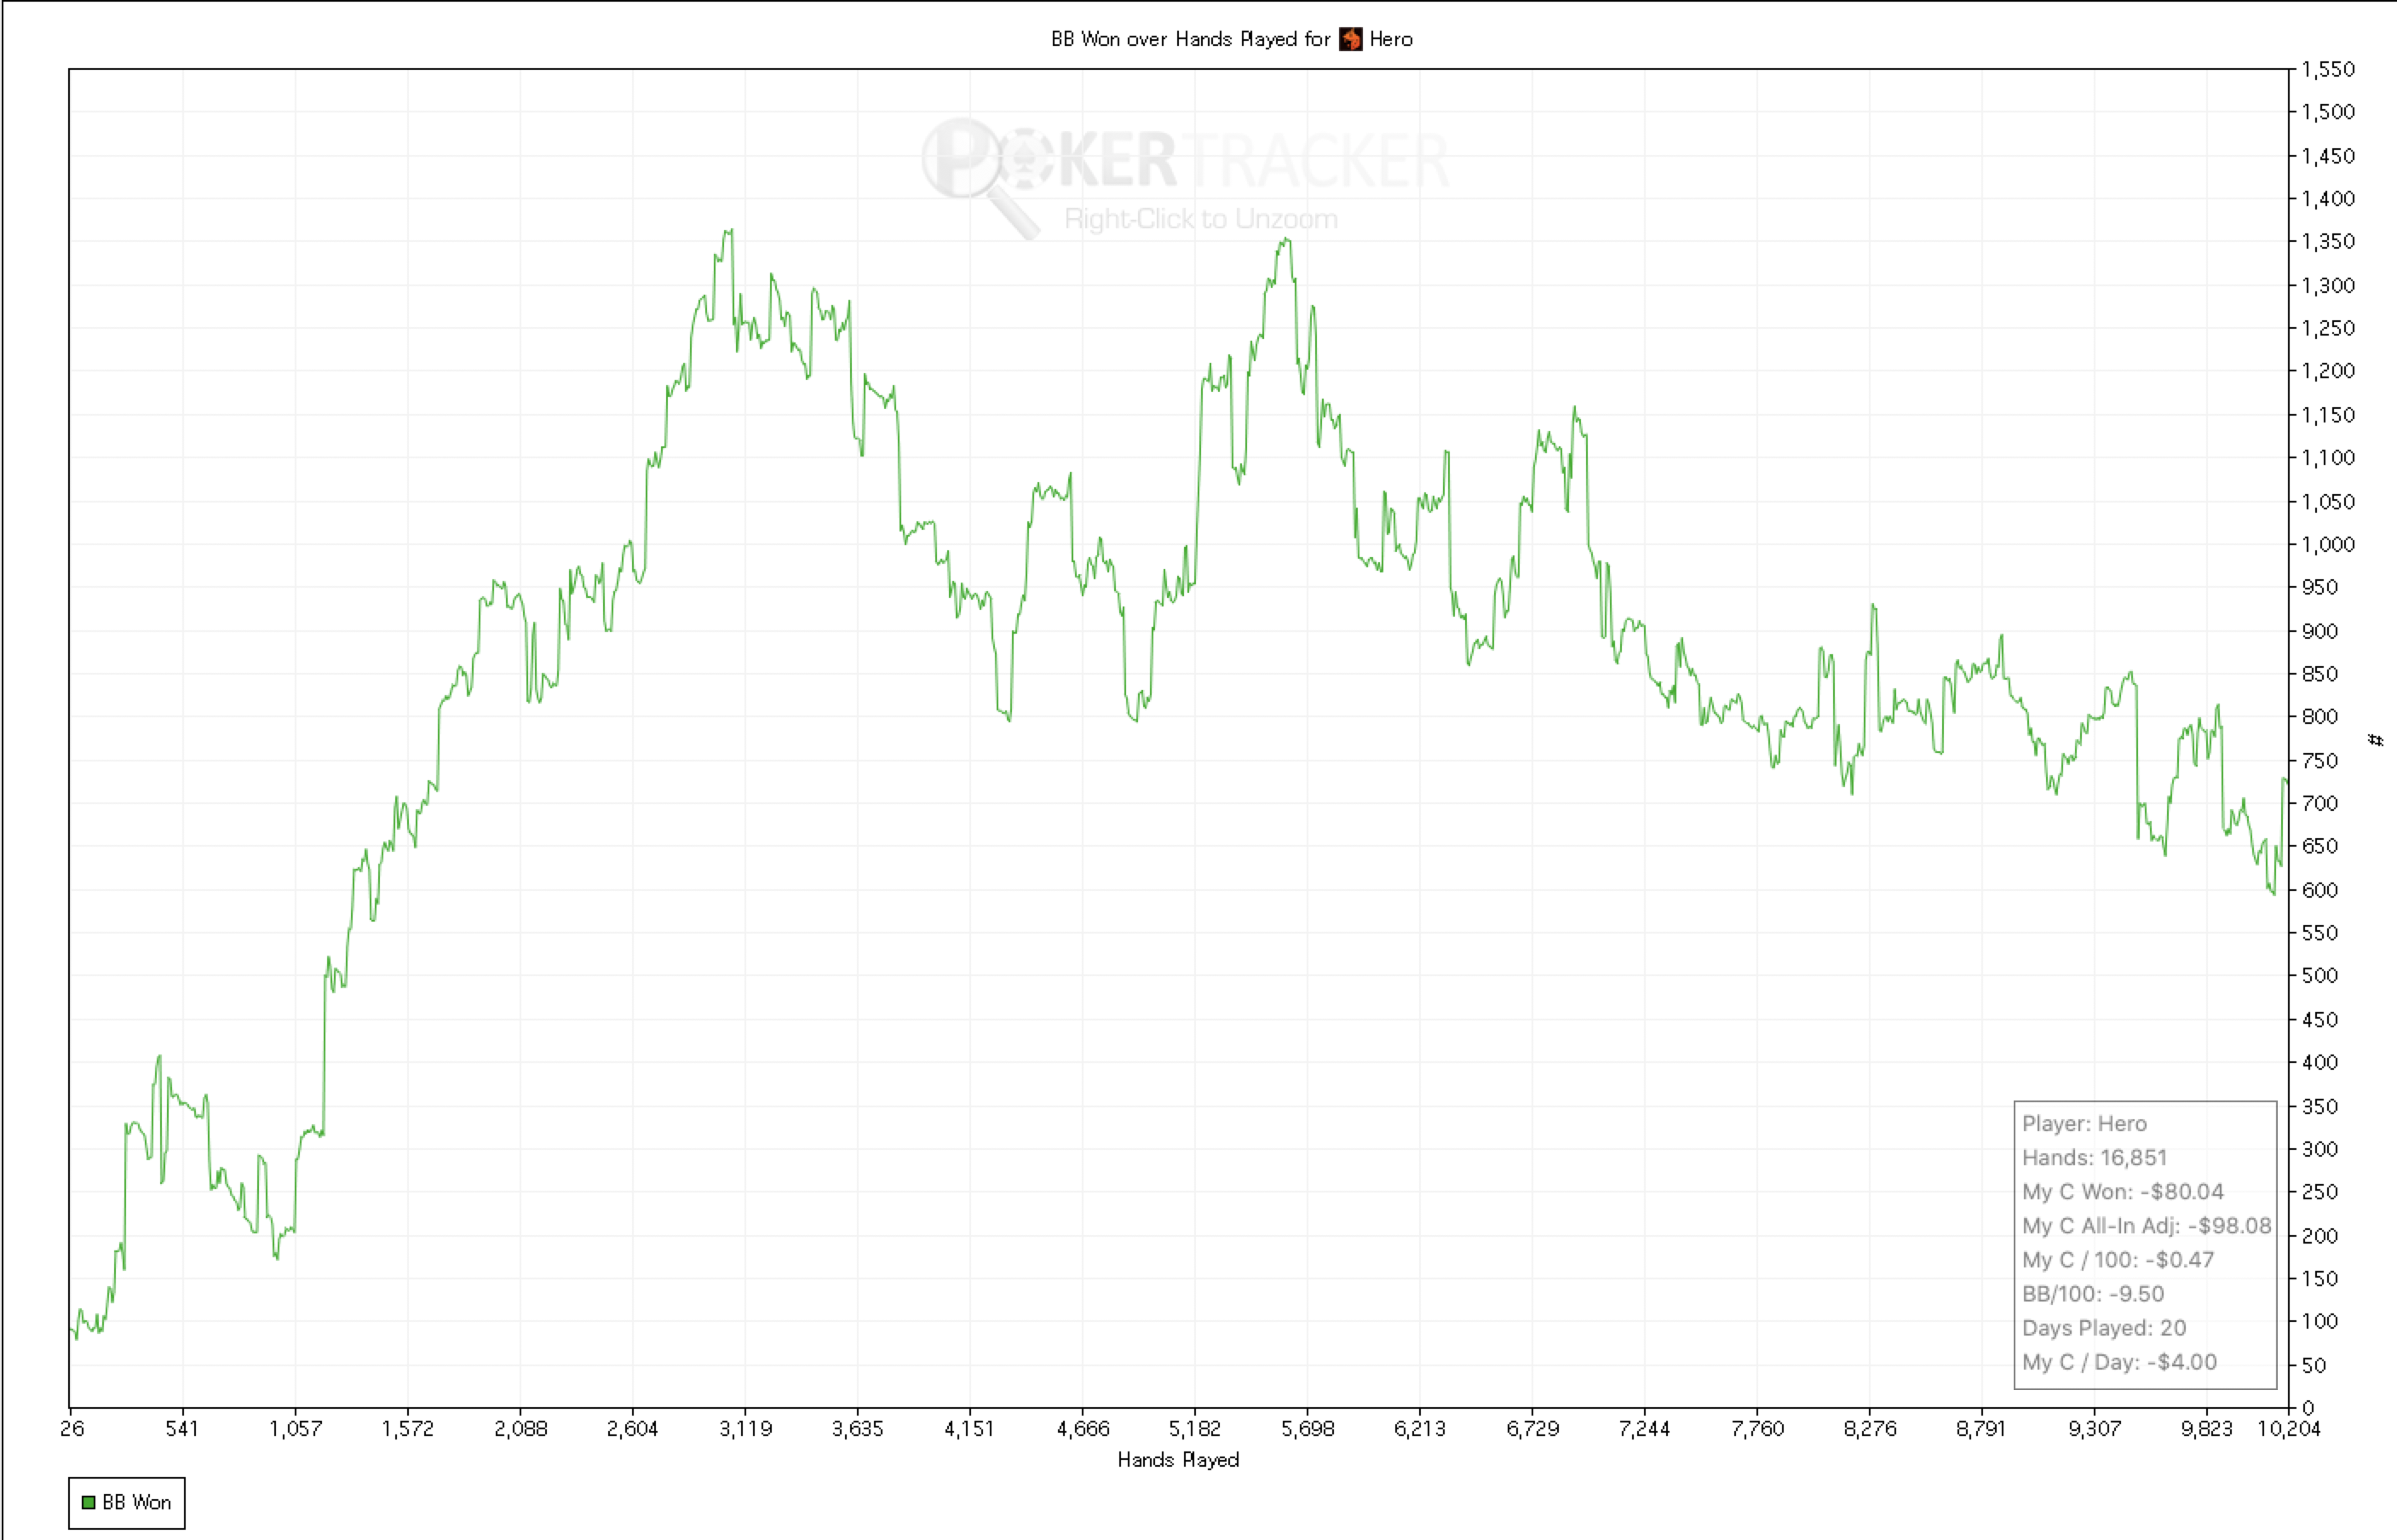 BB Won over Hands Played for Hero
POKERTRACKER
Right-Click to Unzoom
1,550
1,500
1,450
1,400
1,350
1,300
1,250
1,200
1,150
1,100
1,050
1,000
950
900
850
800
750
700
650
600
550
500
450
400
350
300
250
200
150
100
50
0
#
Player: Hero
Hands: 16,851
My C Won: -$80.04
My C All-In Adj: -$98.08
My C / 100: -$0.47
BB/100: -9.50
Days Played: 20
My C / Day: -$4.00
26 541 1,057 1,572 2,088 2,604 3,119 3,635 4,151 4,666 5,182 5,698 6,213 6,729 7,244 7,760 8,276 8,791 9,307 9,823 10,204
Hands Played
BB Won